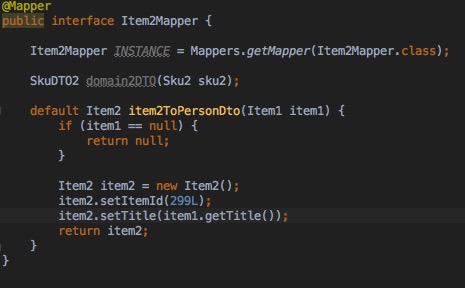 @Mapper
public interface Item2Mapper {
Item2Mapper INSTANCE = Mappers.getMapper(Item2Mapper.class);
SkuDTO2 domain2DTO(Sku2 sku2);
default Item2 item2ToPersonDto(Item1 item1) {
if (item1 == null) {
return null;
}
Item2 item2 = new Item2();
item2.setItemId(299L);
item2.setTitle(item1.getTitle());
return item2;
}
}